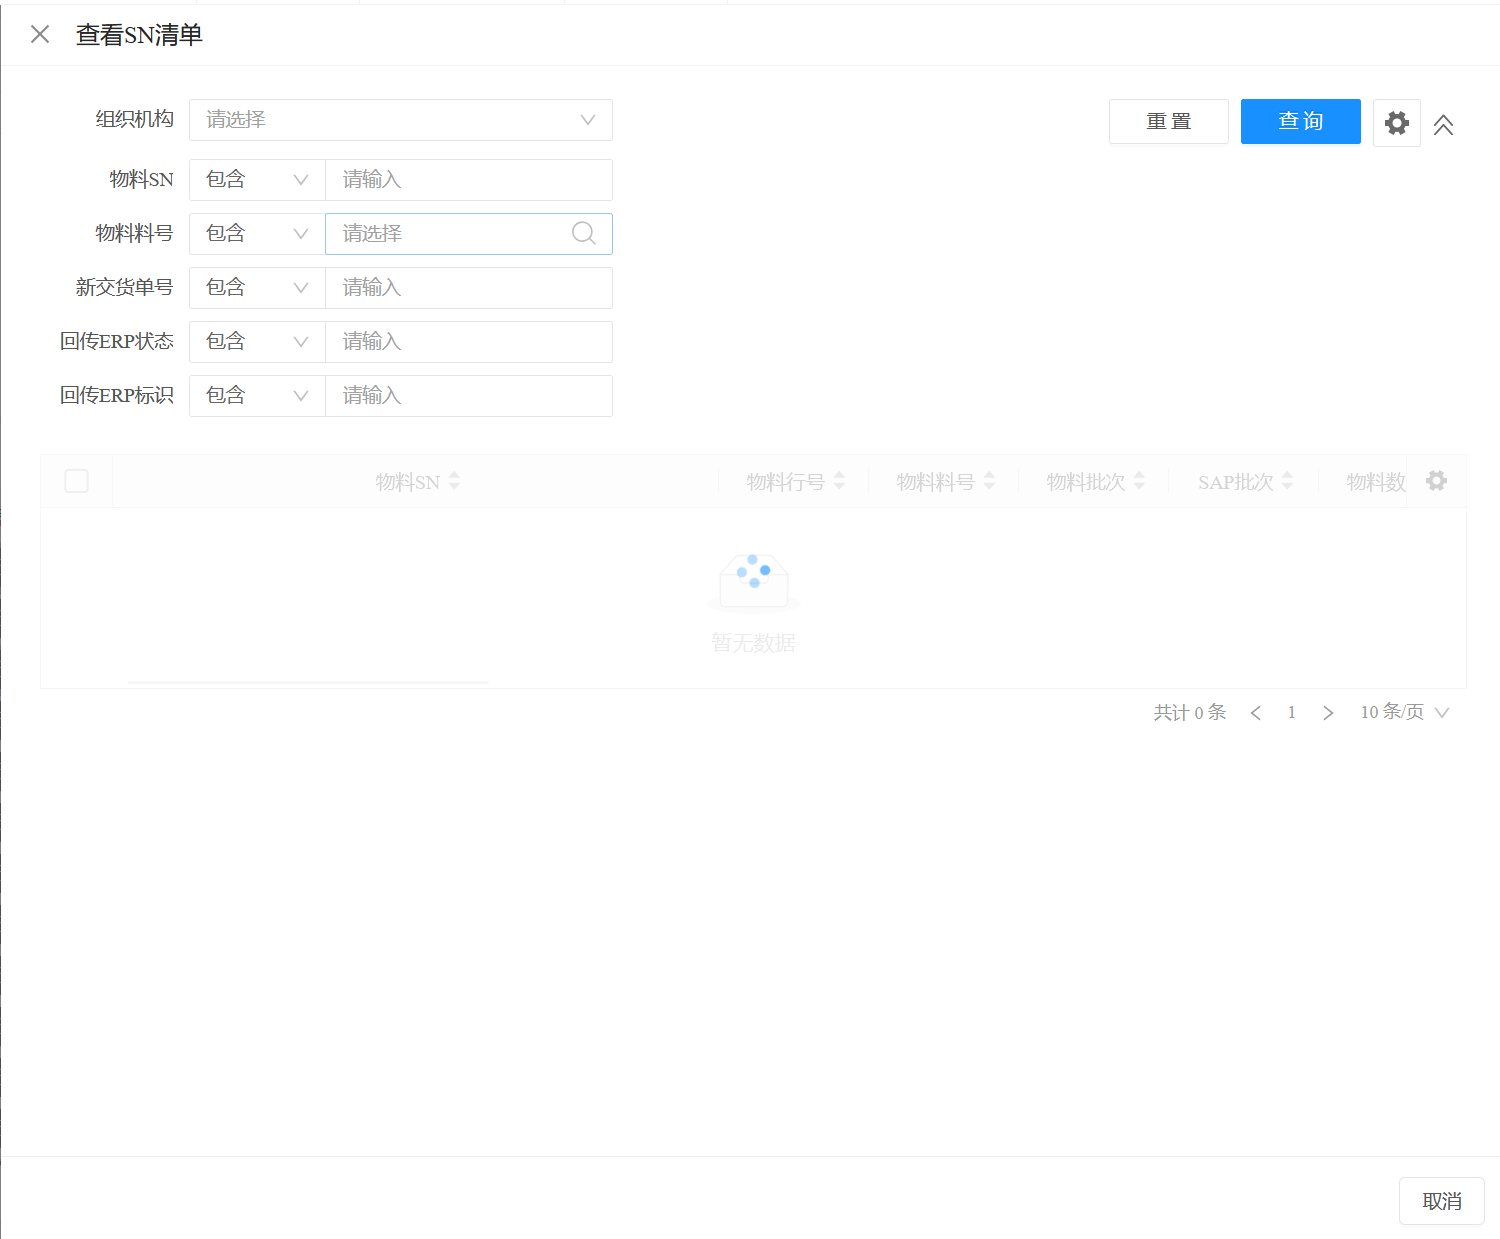 查看SN清单
组织机构 请选择 重置 查询
物料SN 包含 请输入
物料料号 包含 请选择
新交货单号 包含 请输入
回传ERP状态 包含 请输入
回传ERP标识 包含 请输入
物料SN 物料行号 物料料号 物料批次 SAP批次 物料数
暂无数据
共计 0 条 1 10 条/页
取消